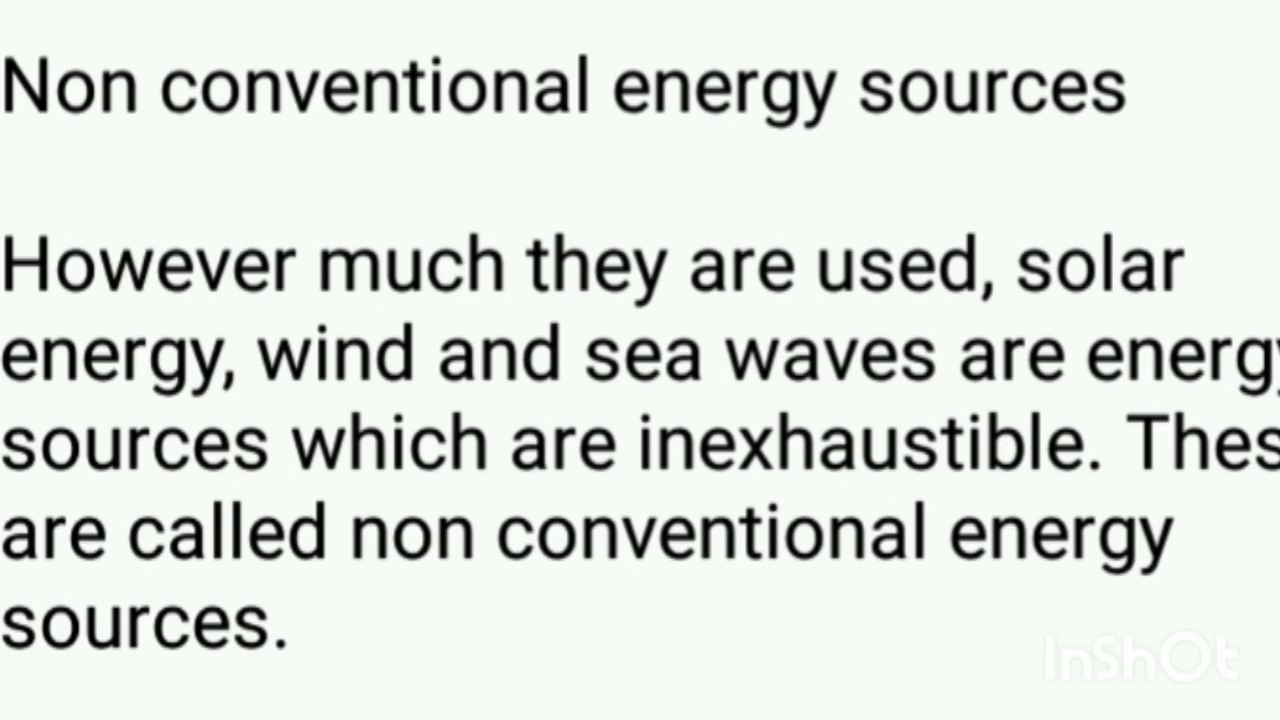 Non conventional energy sources
However much they are used, solar
energy, wind and sea waves are energy
sources which are inexhaustible. Thes
are called non conventional energy
sources.
InShOt